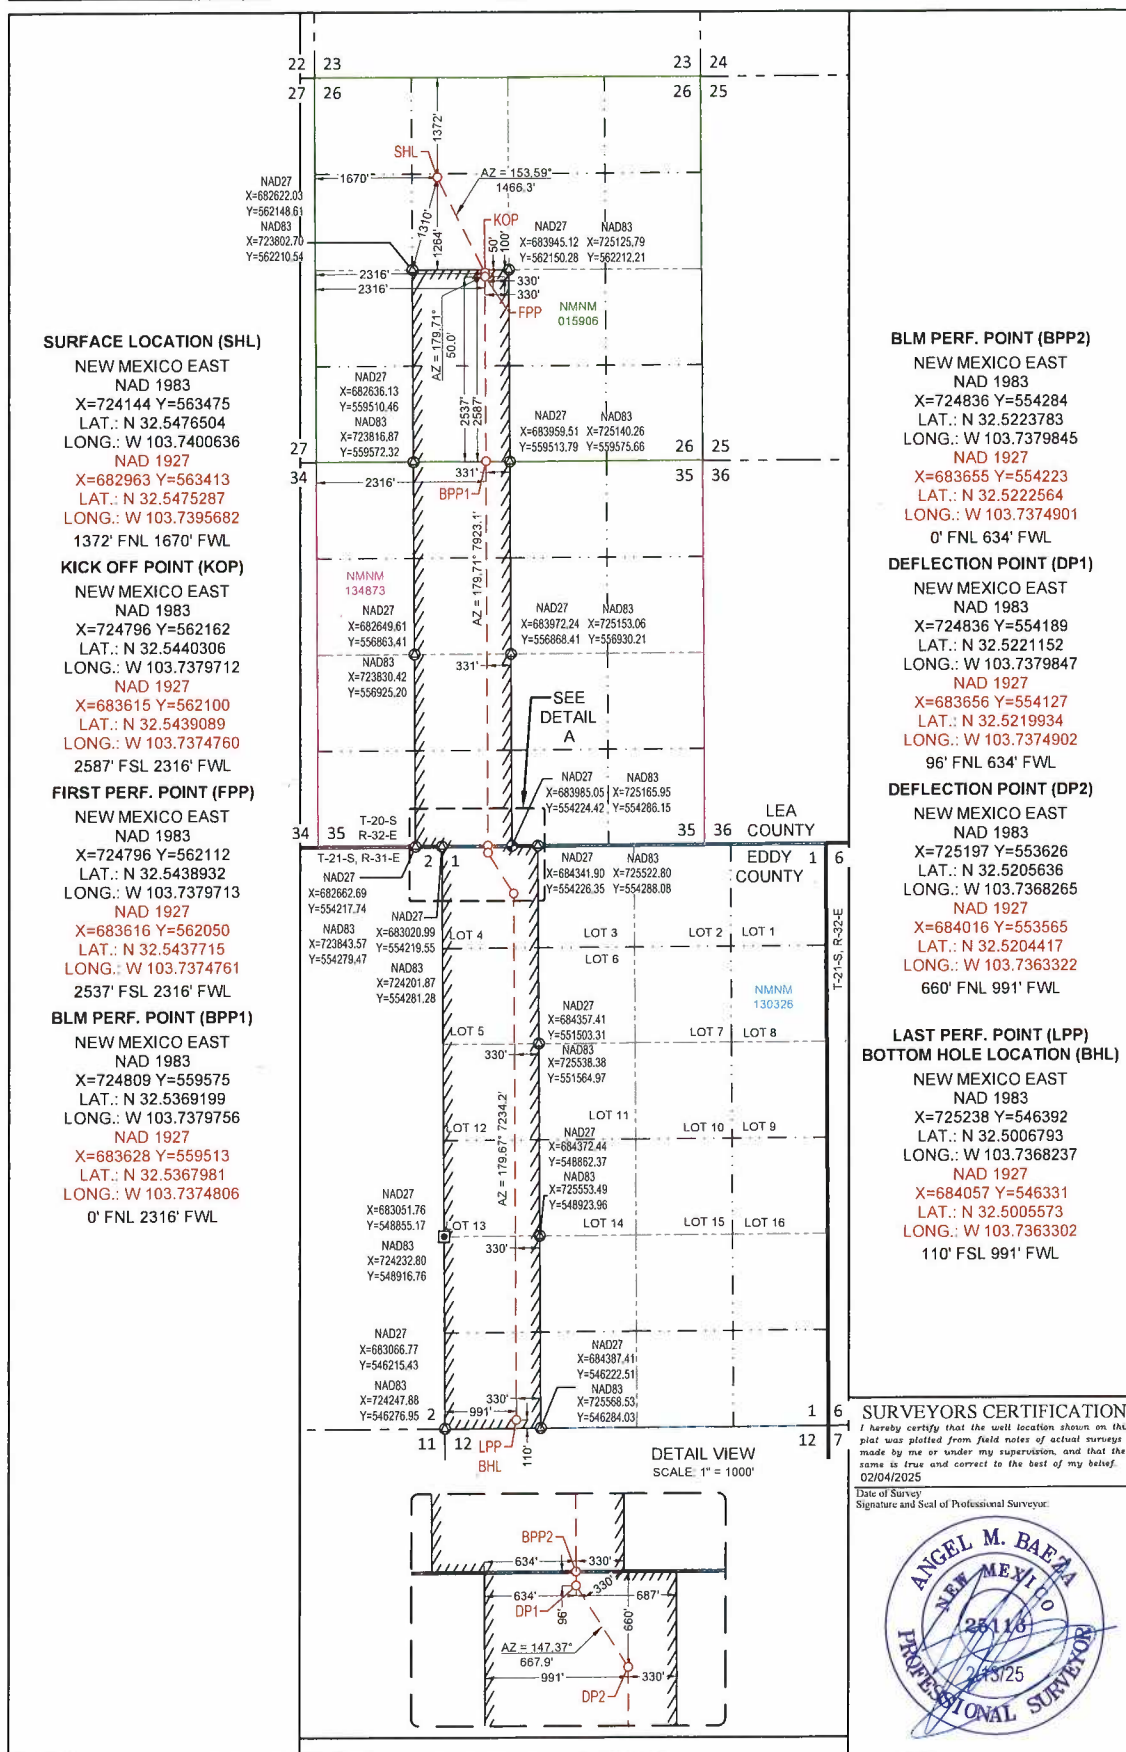 SURFACE LOCATION (SHL)
NEW MEXICO EAST
NAD 1983
X=724144 Y=563475
LAT.: N 32.5476504
LONG.: W 103.7400636
NAD 1927
X=682963 Y=563413
LAT.: N 32.5475287
LONG.: W 103.7395682
1372' FNL 1670' FWL
KICK OFF POINT (KOP)
NEW MEXICO EAST
NAD 1983
X=724796 Y=562162
LAT.: N 32.5440306
LONG.: W 103.7379712
NAD 1927
X=683615 Y=562100
LAT.: N 32.5439089
LONG.: W 103.7374760
2587' FSL 2316' FWL
FIRST PERF. POINT (FPP)
NEW MEXICO EAST
NAD 1983
X=724796 Y=562112
LAT.: N 32.5438932
LONG.: W 103.7379713
NAD 1927
X=683616 Y=562050
LAT.: N 32.5437715
LONG.: W 103.7374761
2537' FSL 2316' FWL
BLM PERF. POINT (BPP1)
NEW MEXICO EAST
NAD 1983
X=724809 Y=559575
LAT.: N 32.5369199
LONG.: W 103.7379756
NAD 1927
X=683628 Y=559513
LAT.: N 32.5367981
LONG.: W 103.7374806
0' FNL 2316' FWL
22 23
23 24
27 26
26 25
1372'
SHL
1670'
AZ = 153.59°
1466.3'
NAD27
X=682622.03
Y=562148.61
NAD83
X=723802.70
Y=562210.54
1310'
1264'
KOP
50'
100'
NAD27
X=683945.12
Y=562150.28
NAD83
X=725125.79
Y=562212.21
2316'
2316'
330'
330'
FPP
NMNM
015906
AZ = 179.71°
50.0'
NAD27
X=682636.13
Y=559510.46
NAD83
X=723816.87
Y=559572.32
2537'
2587'
NAD27
X=683959.51
Y=559513.79
NAD83
X=725140.26
Y=559575.66
27
34
26 25
35 36
331'
2316'
BPP1
AZ = 179.71° 7923.1'
NMNM
134873
NAD27
X=682649.61
Y=556863.41
NAD83
X=723830.42
Y=556925.20
NAD27
X=683972.24
Y=556868.41
NAD83
X=725153.06
Y=556930.21
331'
SEE
DETAIL
A
NAD27
X=683985.05
Y=554224.42
NAD83
X=725165.95
Y=554286.15
34 35
T-20-S
R-32-E
35 36
LEA
COUNTY
T-21-S, R-31-E
2 1
EDDY
COUNTY
1 6
T-21-S, R-32-E
NAD27
X=682662.69
Y=554217.74
NAD83
X=723843.57
Y=554279.47
NAD27
X=683020.99
Y=554219.55
NAD83
X=724201.87
Y=554281.28
NAD27
X=684341.90
Y=554226.35
NAD83
X=725522.80
Y=554288.08
LOT 4
LOT 3
LOT 2
LOT 1
LOT 6
NMNM
130326
NAD27
X=684357.41
Y=551503.31
NAD83
X=725538.38
Y=551564.97
LOT 5
LOT 7
LOT 8
330'
LOT 11
LOT 12
LOT 10
LOT 9
AZ = 179.67° 7234.2'
NAD27
X=684372.44
Y=548862.37
NAD83
X=725553.49
Y=548923.96
NAD27
X=683051.76
Y=548855.17
NAD83
X=724232.80
Y=548916.76
LOT 13
LOT 14
LOT 15
LOT 16
330'
NAD27
X=683066.77
Y=546215.43
NAD83
X=724247.88
Y=546276.95
NAD27
X=684387.41
Y=546222.51
NAD83
X=725568.53
Y=546284.03
330'
991'
2
11 12
1 6
12 7
LPP
BHL
110'
DETAIL VIEW
SCALE: 1" = 1000'
BPP2
634'
330'
634'
330'
687'
DP1
96'
660'
AZ = 147.37°
667.9'
991'
330'
DP2
BLM PERF. POINT (BPP2)
NEW MEXICO EAST
NAD 1983
X=724836 Y=554284
LAT.: N 32.5223783
LONG.: W 103.7379845
NAD 1927
X=683655 Y=554223
LAT.: N 32.5222564
LONG.: W 103.7374901
0' FNL 634' FWL
DEFLECTION POINT (DP1)
NEW MEXICO EAST
NAD 1983
X=724836 Y=554189
LAT.: N 32.5221152
LONG.: W 103.7379847
NAD 1927
X=683656 Y=554127
LAT.: N 32.5219934
LONG.: W 103.7374902
96' FNL 634' FWL
DEFLECTION POINT (DP2)
NEW MEXICO EAST
NAD 1983
X=725197 Y=553626
LAT.: N 32.5205636
LONG.: W 103.7368265
NAD 1927
X=684016 Y=553565
LAT.: N 32.5204417
LONG.: W 103.7363322
660' FNL 991' FWL
LAST PERF. POINT (LPP)
BOTTOM HOLE LOCATION (BHL)
NEW MEXICO EAST
NAD 1983
X=725238 Y=546392
LAT.: N 32.5006793
LONG.: W 103.7368237
NAD 1927
X=684057 Y=546331
LAT.: N 32.5005573
LONG.: W 103.7363302
110' FSL 991' FWL
SURVEYORS CERTIFICATION
I hereby certify that the well location shown on this
plat was plotted from field notes of actual surveys
made by me or under my supervision, and that the
same is true and correct to the best of my belief.
02/04/2025
Date of Survey
Signature and Seal of Professional Surveyor:
ANGEL M. BAEZA
NEW MEXICO
25116
2/13/25
PROFESSIONAL SURVEYOR